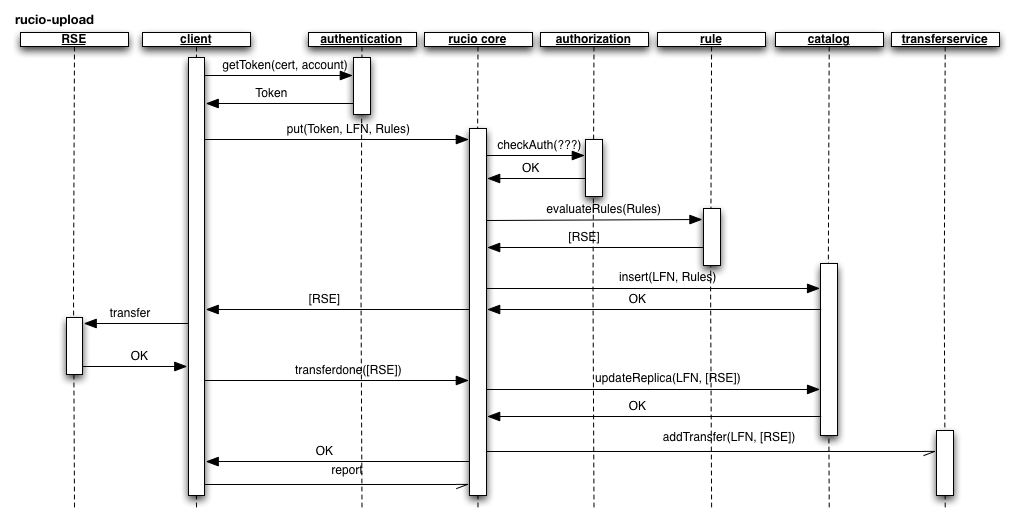 rucio-upload
RSE
client
authentication
rucio core
authorization
rule
catalog
transferservice
getToken(cert, account)
Token
put(Token, LFN, Rules)
checkAuth(???)
OK
evaluateRules(Rules)
[RSE]
insert(LFN, Rules)
[RSE]
OK
transfer
OK
transferdone([RSE])
updateReplica(LFN, [RSE])
OK
addTransfer(LFN, [RSE])
OK
report